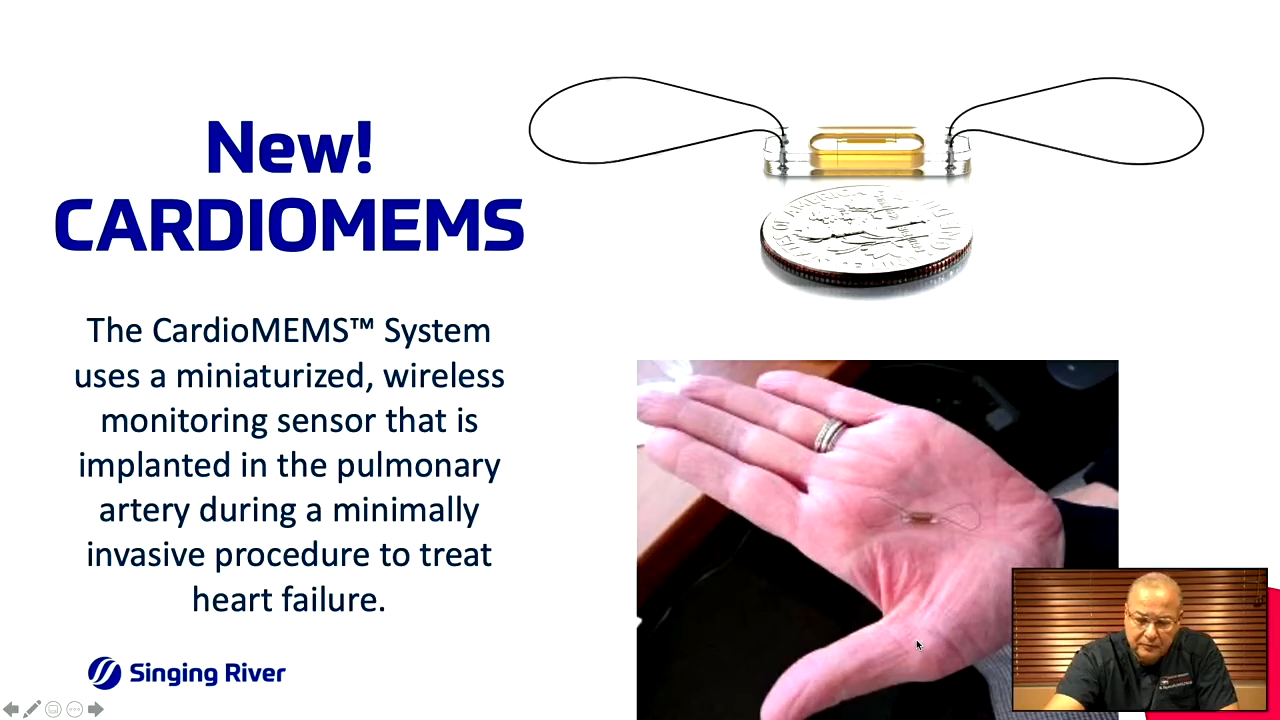 New!
CARDIOMEMS
The CardioMEMS™ System
uses a miniaturized, wireless
monitoring sensor that is
implanted in the pulmonary
artery during a minimally
invasive procedure to treat
heart failure.
Singing River